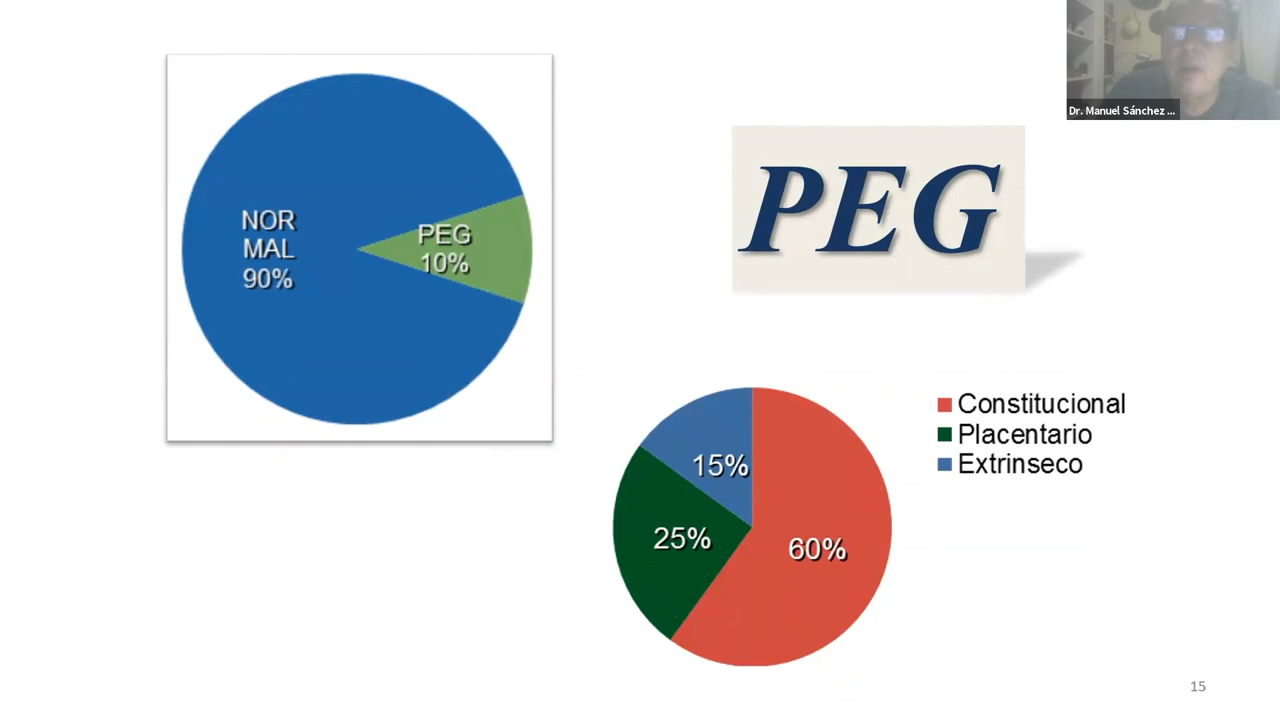 NOR
MAL
90%
PEG
10%
PEG
Dr. Manuel Sánchez ...
15%
25%
60%
Constitucional
Placentario
Extrinseco
15